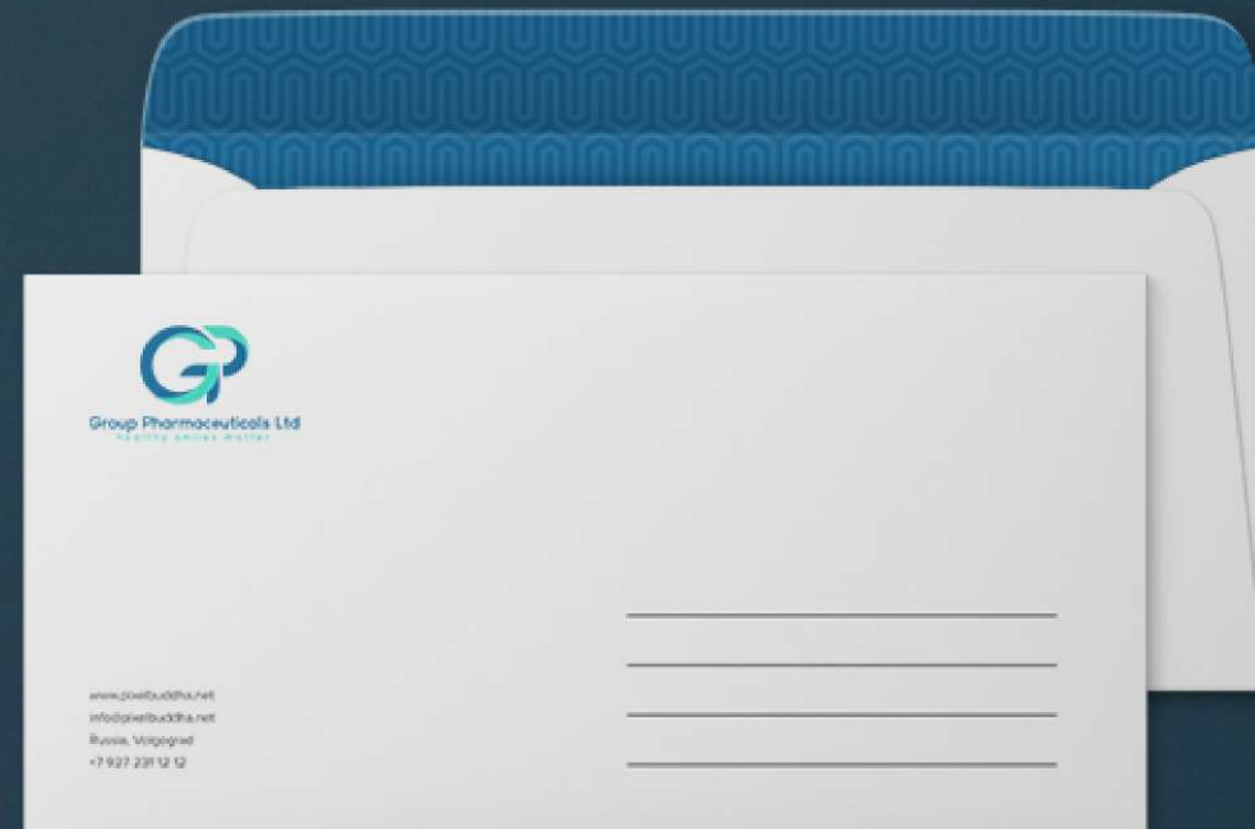 GP
Group Pharmaceuticals Ltd
healthy smiles matter
www.pixelbuddha.net
info@pixelbuddha.net
Russia, Volgograd
+7 927 231 12 12